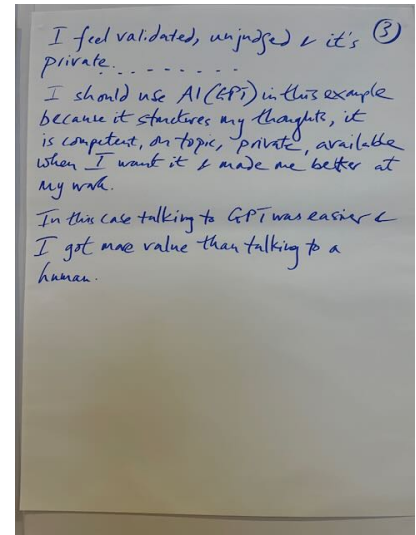 I feel validated, unjudged & it's ③
private. . . . . . . . .
I should use AI (GPT) in this example
because it structures my thoughts, it
is competent, on topic, private, available
when I want it & made me better at
my work.
In this case talking to GPT was easier &
I got more value than talking to a
human.